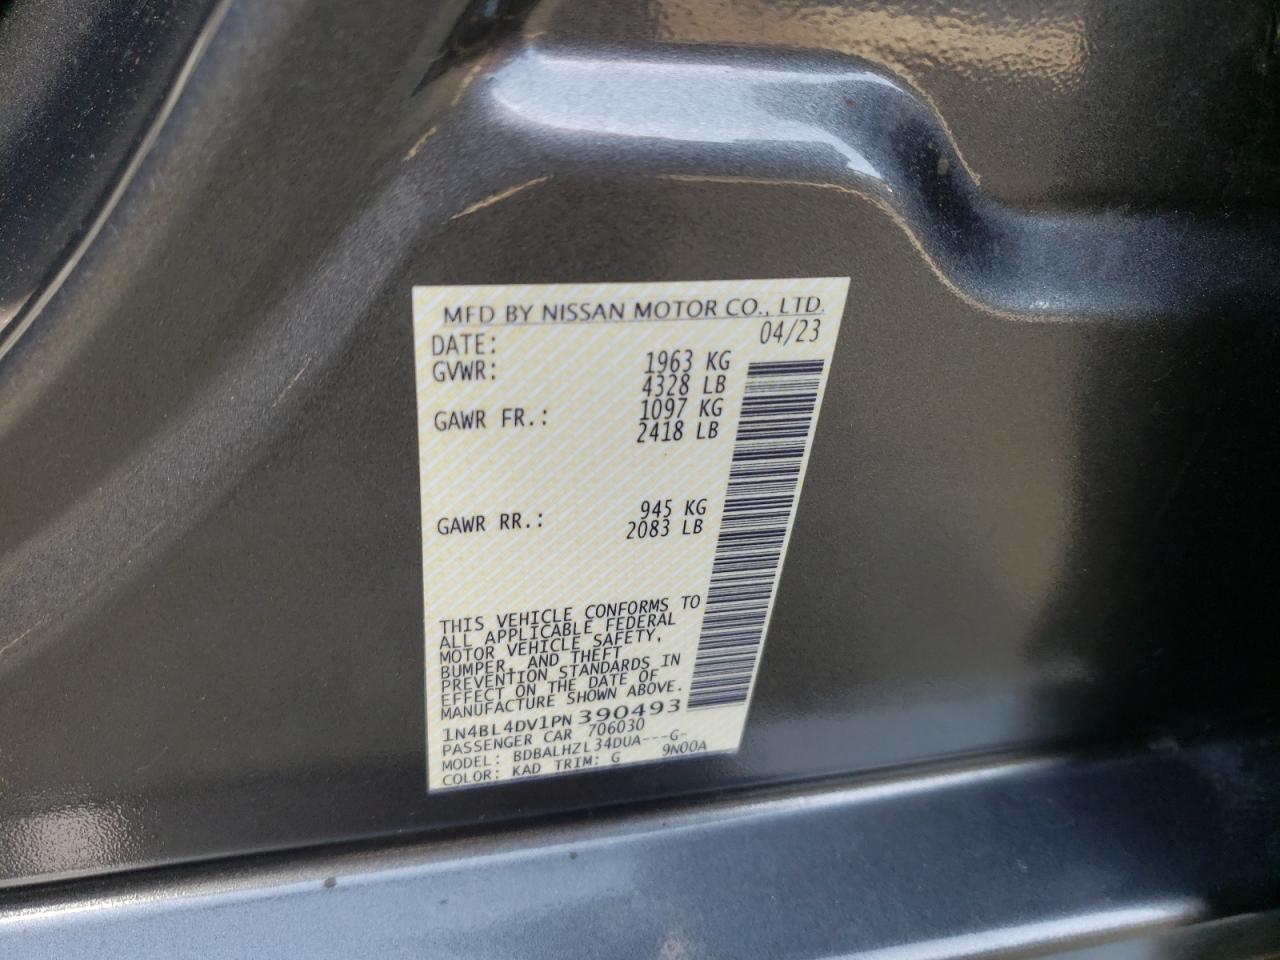 MFD BY NISSAN MOTOR CO., LTD.
DATE: 04/23
GVWR: 1963 KG
4328 LB
GAWR FR.: 1097 KG
2418 LB
GAWR RR.: 945 KG
2083 LB
THIS VEHICLE CONFORMS TO
ALL APPLICABLE FEDERAL
MOTOR VEHICLE SAFETY,
BUMPER, AND THEFT
PREVENTION STANDARDS IN
EFFECT ON THE DATE OF
MANUFACTURE SHOWN ABOVE.
1N4BL4DV1PN390493
PASSENGER CAR 706030
MODEL: BDBALHZL34DUA---G-
COLOR: KAD TRIM: G 9N00A